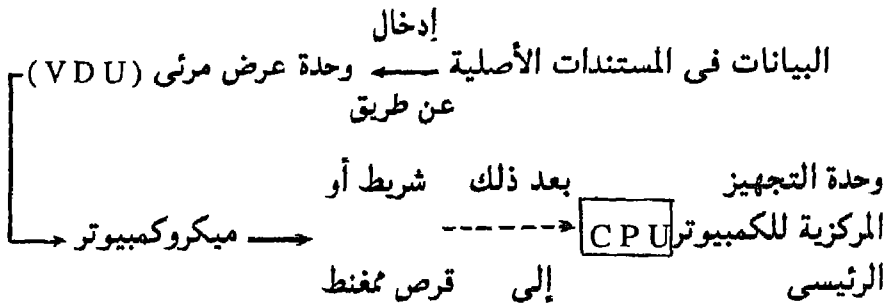 إدخال
البيانات فى المستندات الأصلية ← وحدة عرض مرئى (VDU)
عن طريق
وحدة التجهيز بعد ذلك شريط أو
المركزية للكمبيوتر CPU ميكروكمبيوتر
الرئيسى إلى قرص ممغنط